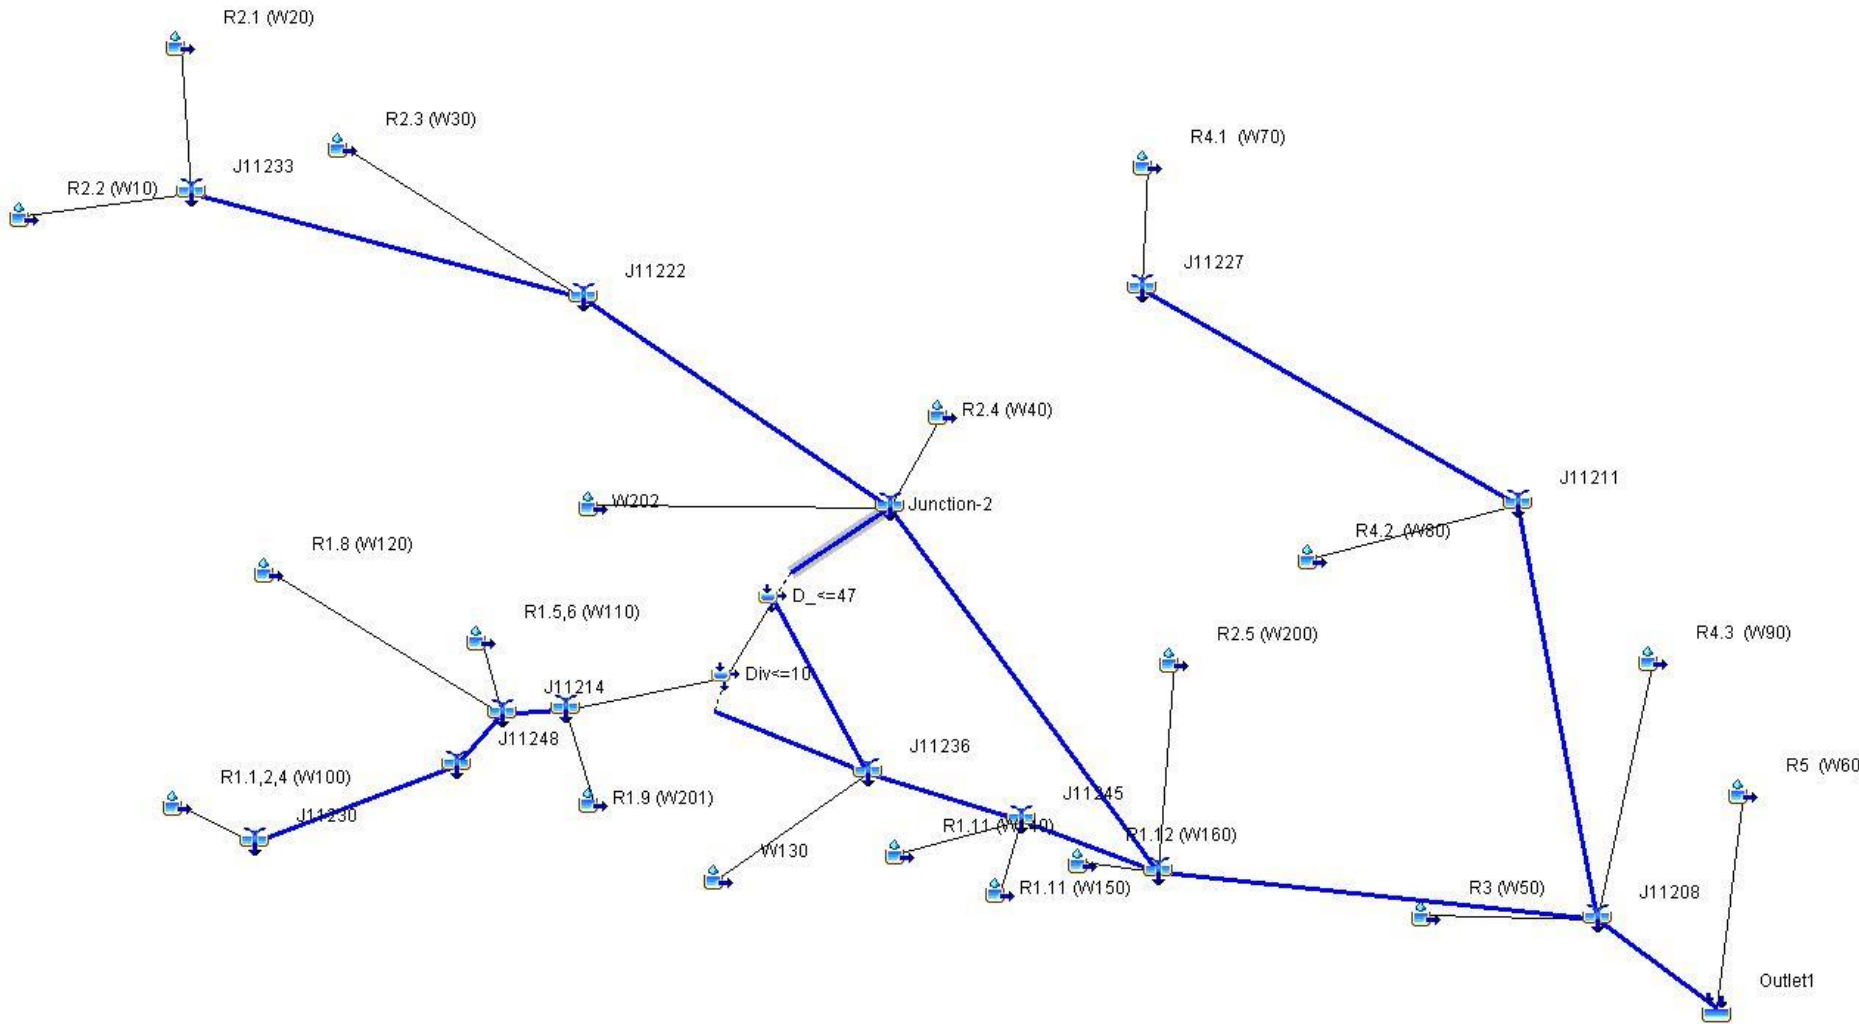 R2.1 (W20)
R2.3 (W30)
R4.1 (W70)
J11233
R2.2 (W10)
J11222
J11227
R2.4 (W40)
J11211
W202
Junction-2
R4.2 (W80)
R1.8 (W120)
D_<=47
R1.5,6 (W110)
R2.5 (W200)
R4.3 (W90)
Div<=10
J11214
J11248
J11236
R5 (W60
R1.1,2,4 (W100)
R1.9 (W201)
J11245
J11230
R1.11 (W140)
R1.12 (W160)
W130
R1.11 (W150)
R3 (W50)
J11208
Outlet1